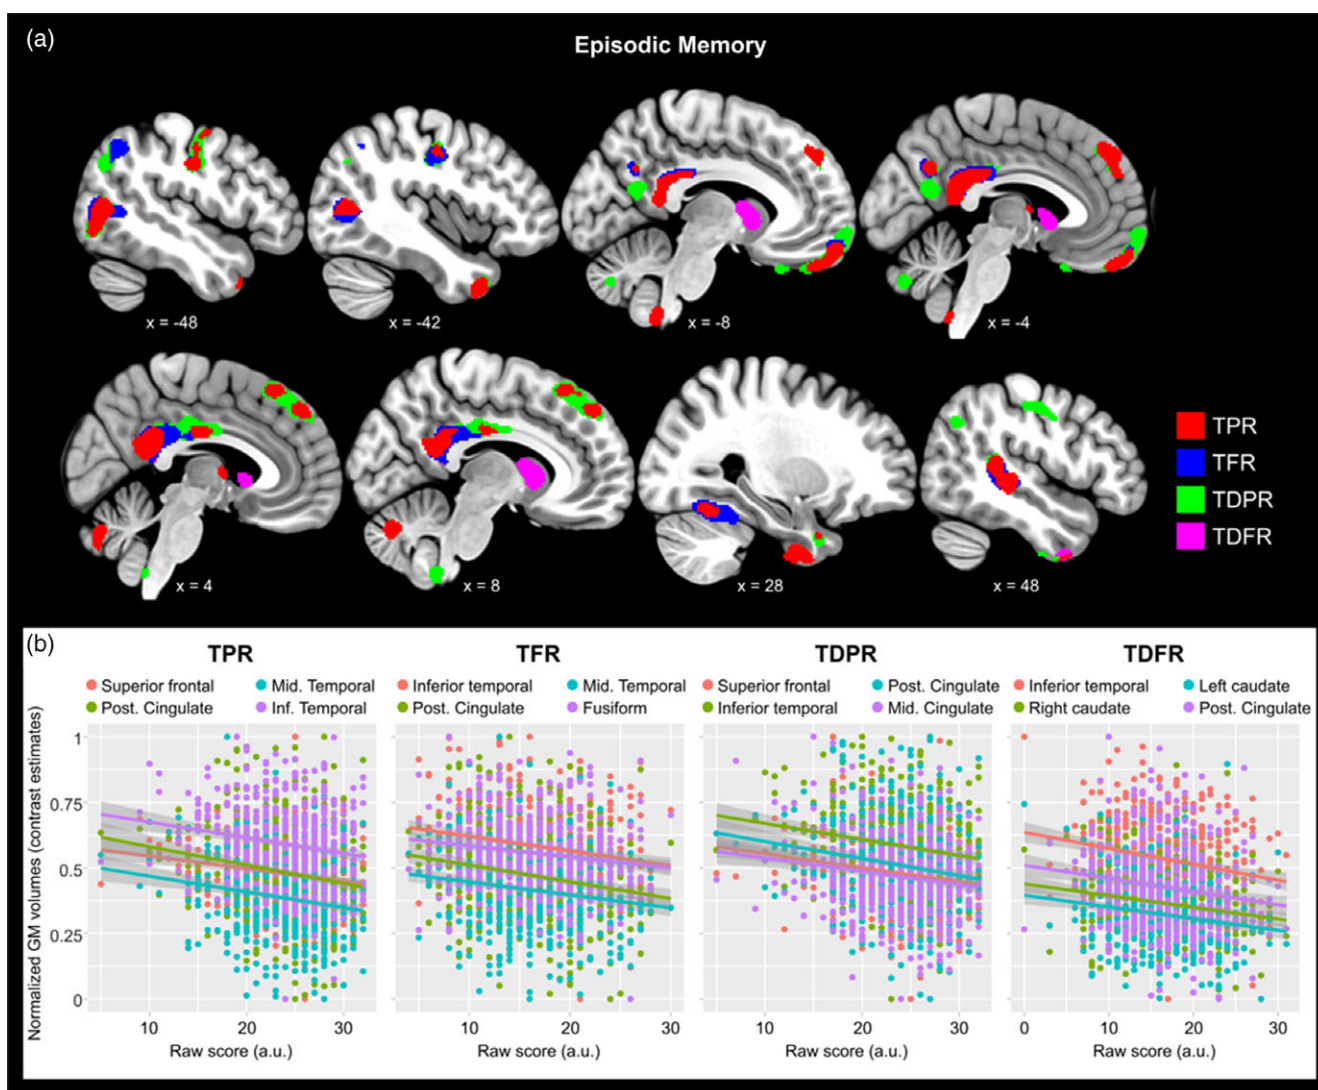 (a)
Episodic Memory
x = -48
x = -42
x = -8
x = -4
TPR
TFR
TDPR
TDFR
x = 4
x = 8
x = 28
x = 48
(b)
TPR
TFR
TDPR
TDFR
Superior frontal
Mid. Temporal
Post. Cingulate
Inf. Temporal
Inferior temporal
Mid. Temporal
Post. Cingulate
Fusiform
Superior frontal
Post. Cingulate
Inferior temporal
Mid. Cingulate
Inferior temporal
Left caudate
Right caudate
Post. Cingulate
Normalized GM volumes (contrast estimates)
1
0.75
0.5
0.25
0
10 20 30
10 20 30
10 20 30
0 10 20 30
Raw score (a.u.)
Raw score (a.u.)
Raw score (a.u.)
Raw score (a.u.)